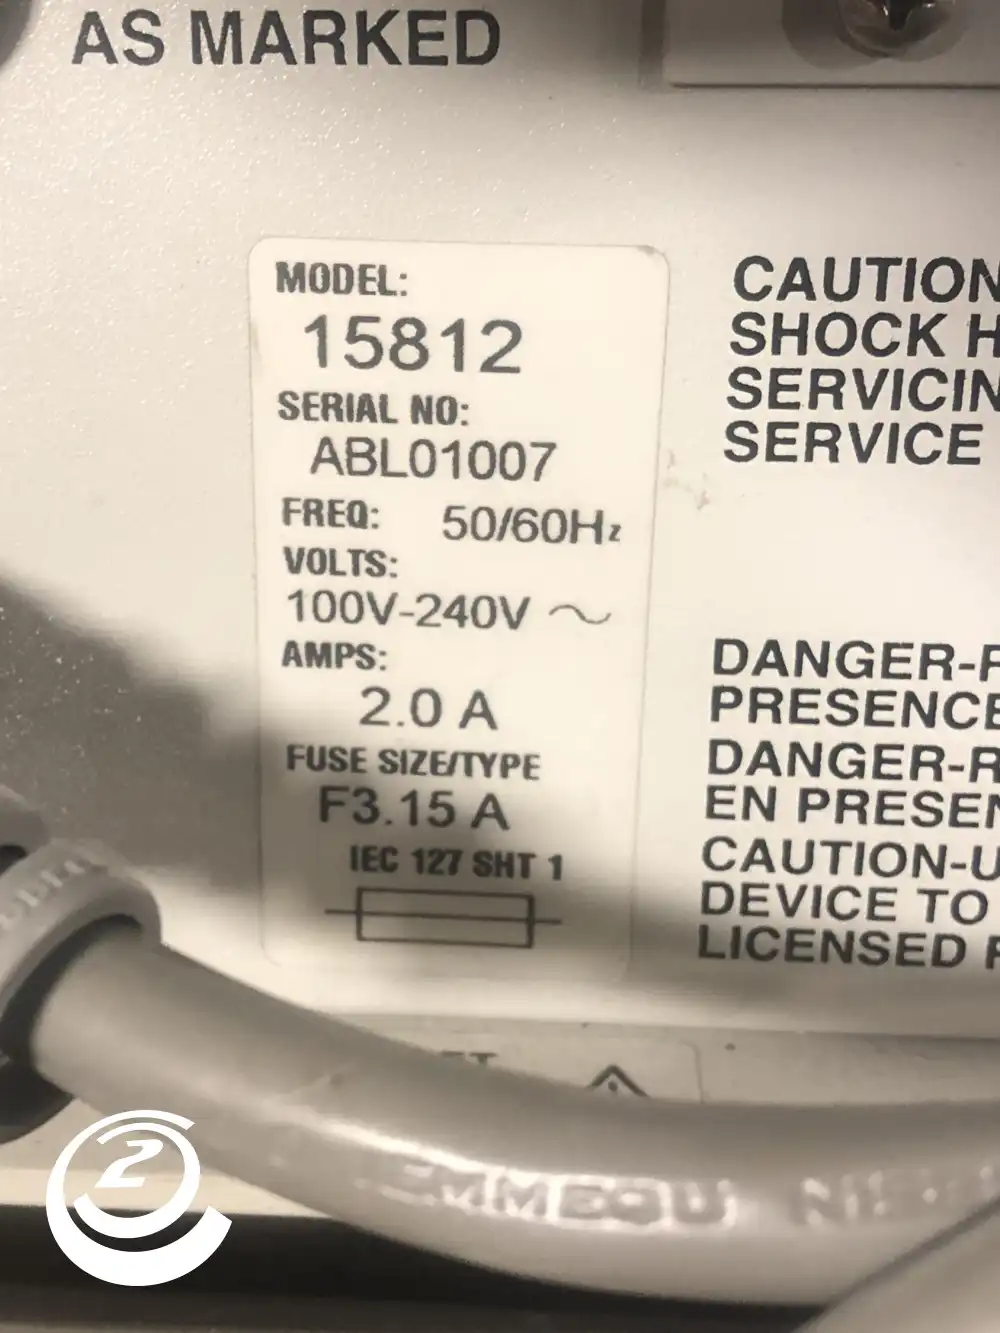 AS MARKED
MODEL:
15812
SERIAL NO:
ABL01007
FREQ: 50/60Hz
VOLTS:
100V-240V ~
AMPS:
2.0 A
FUSE SIZE/TYPE
F3.15 A
IEC 127 SHT 1
CAUTION
SHOCK H
SERVICIN
SERVICE
DANGER-R
PRESENCE
DANGER-R
EN PRESEN
CAUTION-U
DEVICE TO
LICENSED
2